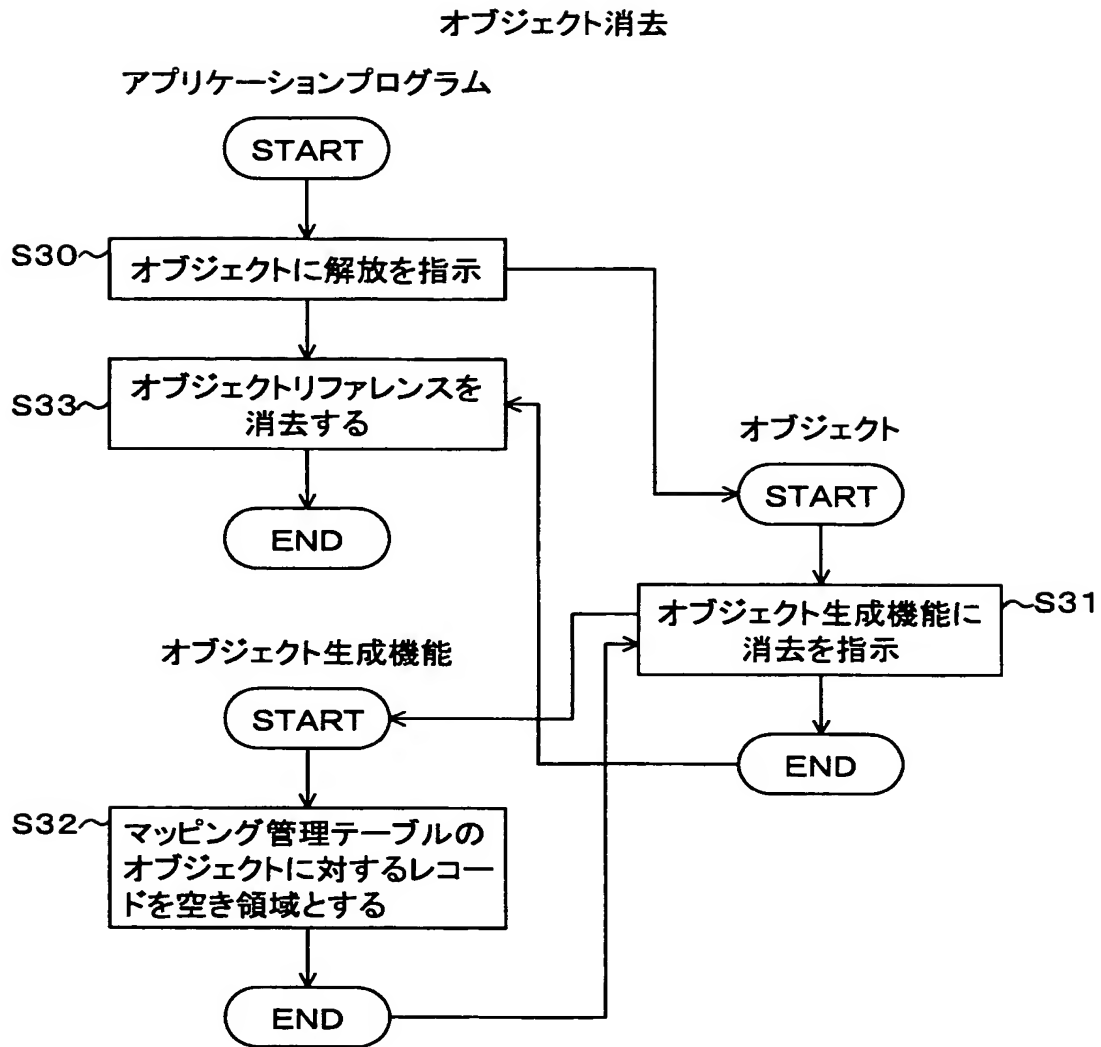 オブジェクト消去
アプリケーションプログラム
START
S30
オブジェクトに解放を指示
S33
オブジェクトリファレンスを
消去する
END
オブジェクト
START
オブジェクト生成機能に
消去を指示
S31
END
オブジェクト生成機能
START
S32
マッピング管理テーブルの
オブジェクトに対するレコー
ドを空き領域とする
END